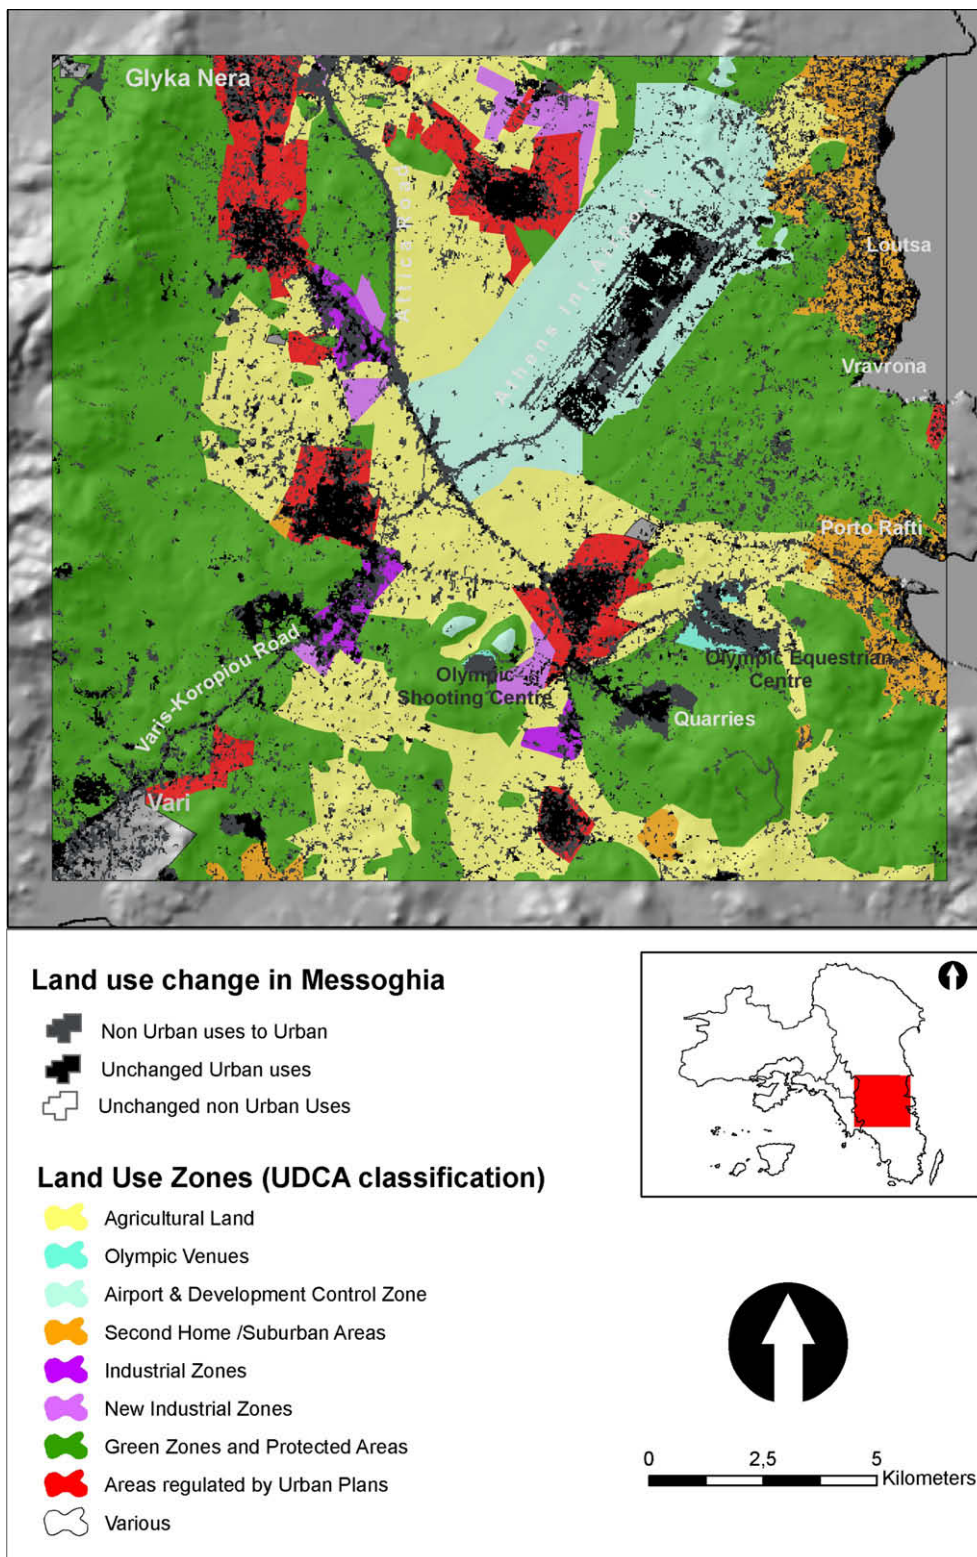 Glyka Nera
Attica Road
Athens Int. Airport
Loutsa
Vravrona
Porto Rafti
Varis-Koropiou Road
Olympic
Shooting Centre
Olympic Equestrian
Centre
Quarries
Vari
Land use change in Messoghia
Non Urban uses to Urban
Unchanged Urban uses
Unchanged non Urban Uses
Land Use Zones (UDCA classification)
Agricultural Land
Olympic Venues
Airport & Development Control Zone
Second Home /Suburban Areas
Industrial Zones
New Industrial Zones
Green Zones and Protected Areas
Areas regulated by Urban Plans
Various
0 2,5 5
Kilometers